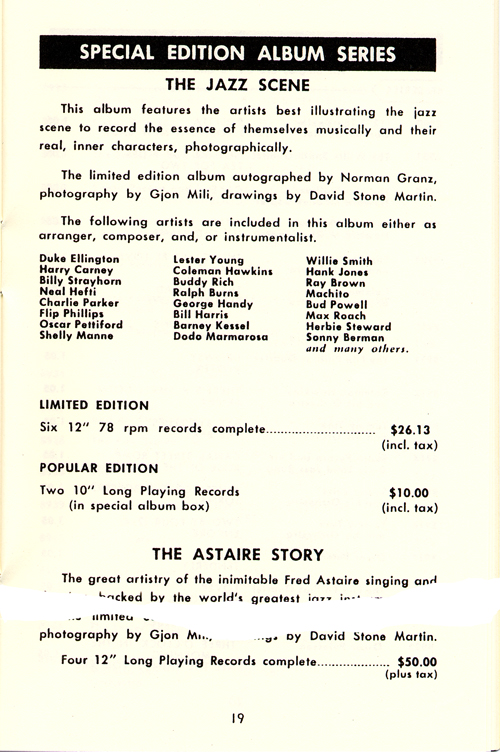 SPECIAL EDITION ALBUM SERIES
THE JAZZ SCENE
This album features the artists best illustrating the jazz
scene to record the essence of themselves musically and their
real, inner characters, photographically.
The limited edition album autographed by Norman Granz,
photography by Gjon Mili, drawings by David Stone Martin.
The following artists are included in this album either as
arranger, composer, and, or instrumentalist.
Duke Ellington
Harry Carney
Billy Strayhorn
Neal Hefti
Charlie Parker
Flip Phillips
Oscar Pettiford
Shelly Manne
Lester Young
Coleman Hawkins
Buddy Rich
Ralph Burns
George Handy
Bill Harris
Barney Kessel
Dodo Marmarosa
Willie Smith
Hank Jones
Ray Brown
Machito
Bud Powell
Max Roach
Herbie Steward
Sonny Berman
and many others.
LIMITED EDITION
Six 12" 78 rpm records complete.............................. $26.13
(incl. tax)
POPULAR EDITION
Two 10" Long Playing Records $10.00
(in special album box) (incl. tax)
THE ASTAIRE STORY
The great artistry of the inimitable Fred Astaire singing and
backed by the world's greatest jazz
limited
photography by Gjon by David Stone Martin.
Four 12" Long Playing Records complete.................... $50.00
(plus tax)
19